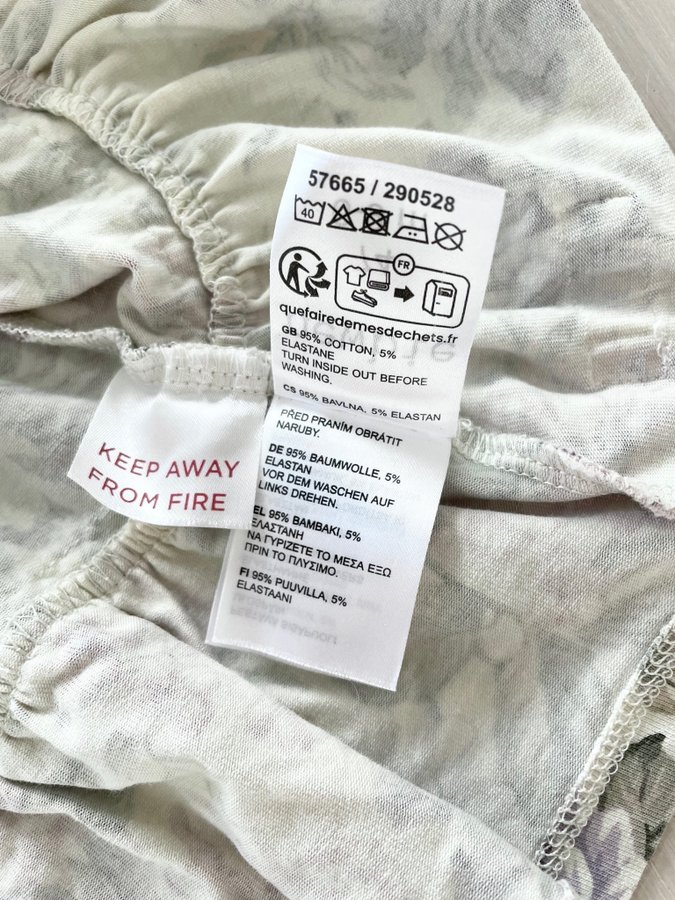 57665 / 290528
40
FR
quefairedemesdechets.fr
GB 95% COTTON, 5%
ELASTANE
TURN INSIDE OUT BEFORE
WASHING.
CS 95% BAVLNA, 5% ELASTAN
PŘED PRANÍM OBRÁTIT
NARUBY.
DE 95% BAUMWOLLE, 5%
ELASTAN
VOR DEM WASCHEN AUF
LINKS DREHEN.
EL 95% ΒΑΜΒΑΚΙ, 5%
ΕΛΑΣΤΑΝΗ
ΝΑ ΓΥΡΙΖΕΤΕ ΤΟ ΜΕΣΑ ΕΞΩ
ΠΡΙΝ ΤΟ ΠΛΥΣΙΜΟ.
FI 95% PUUVILLA, 5%
ELASTAANI
KEEP AWAY
FROM FIRE